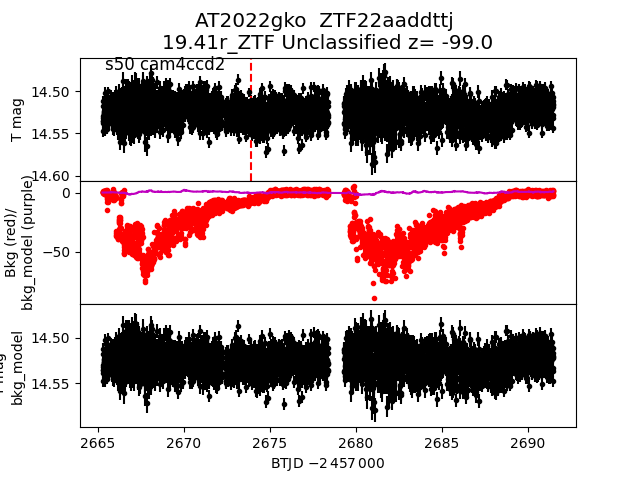 AT2022gko  ZTF22aaddttj
19.41r_ZTF Unclassified z= -99.0
s50 cam4ccd2
14.50
14.55
14.60
T mag
0
−50
Bkg (red)/
bkg_model (purple)
14.50
14.55
bkg_model
2665
2670
2675
2680
2685
2690
BTJD −2 457 000